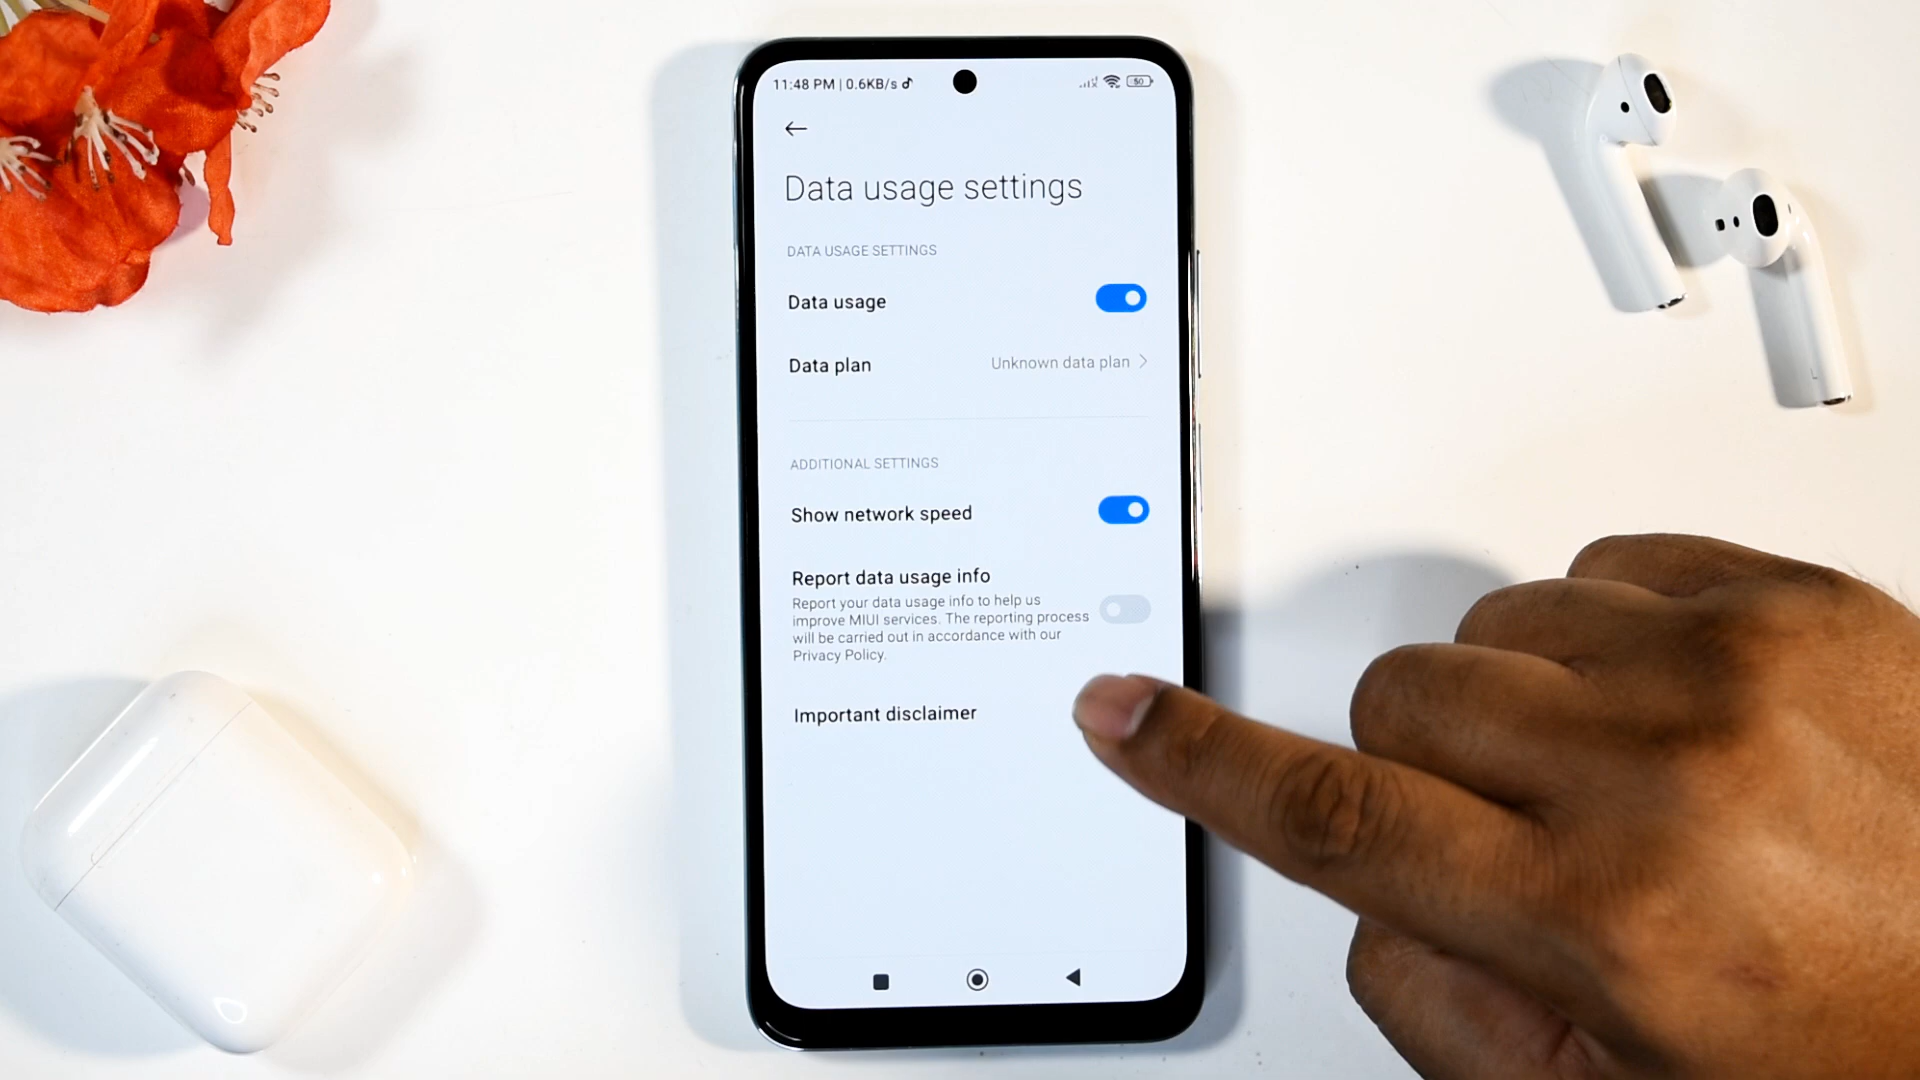 11:48 PM | 0.6KB/s
50
Data usage settings
DATA USAGE SETTINGS
Data usage
Data plan
Unknown data plan
ADDITIONAL SETTINGS
Show network speed
Report data usage info
Report your data usage info to help us
improve MIUI services. The reporting process
will be carried out in accordance with our
Privacy Policy.
Important disclaimer
L